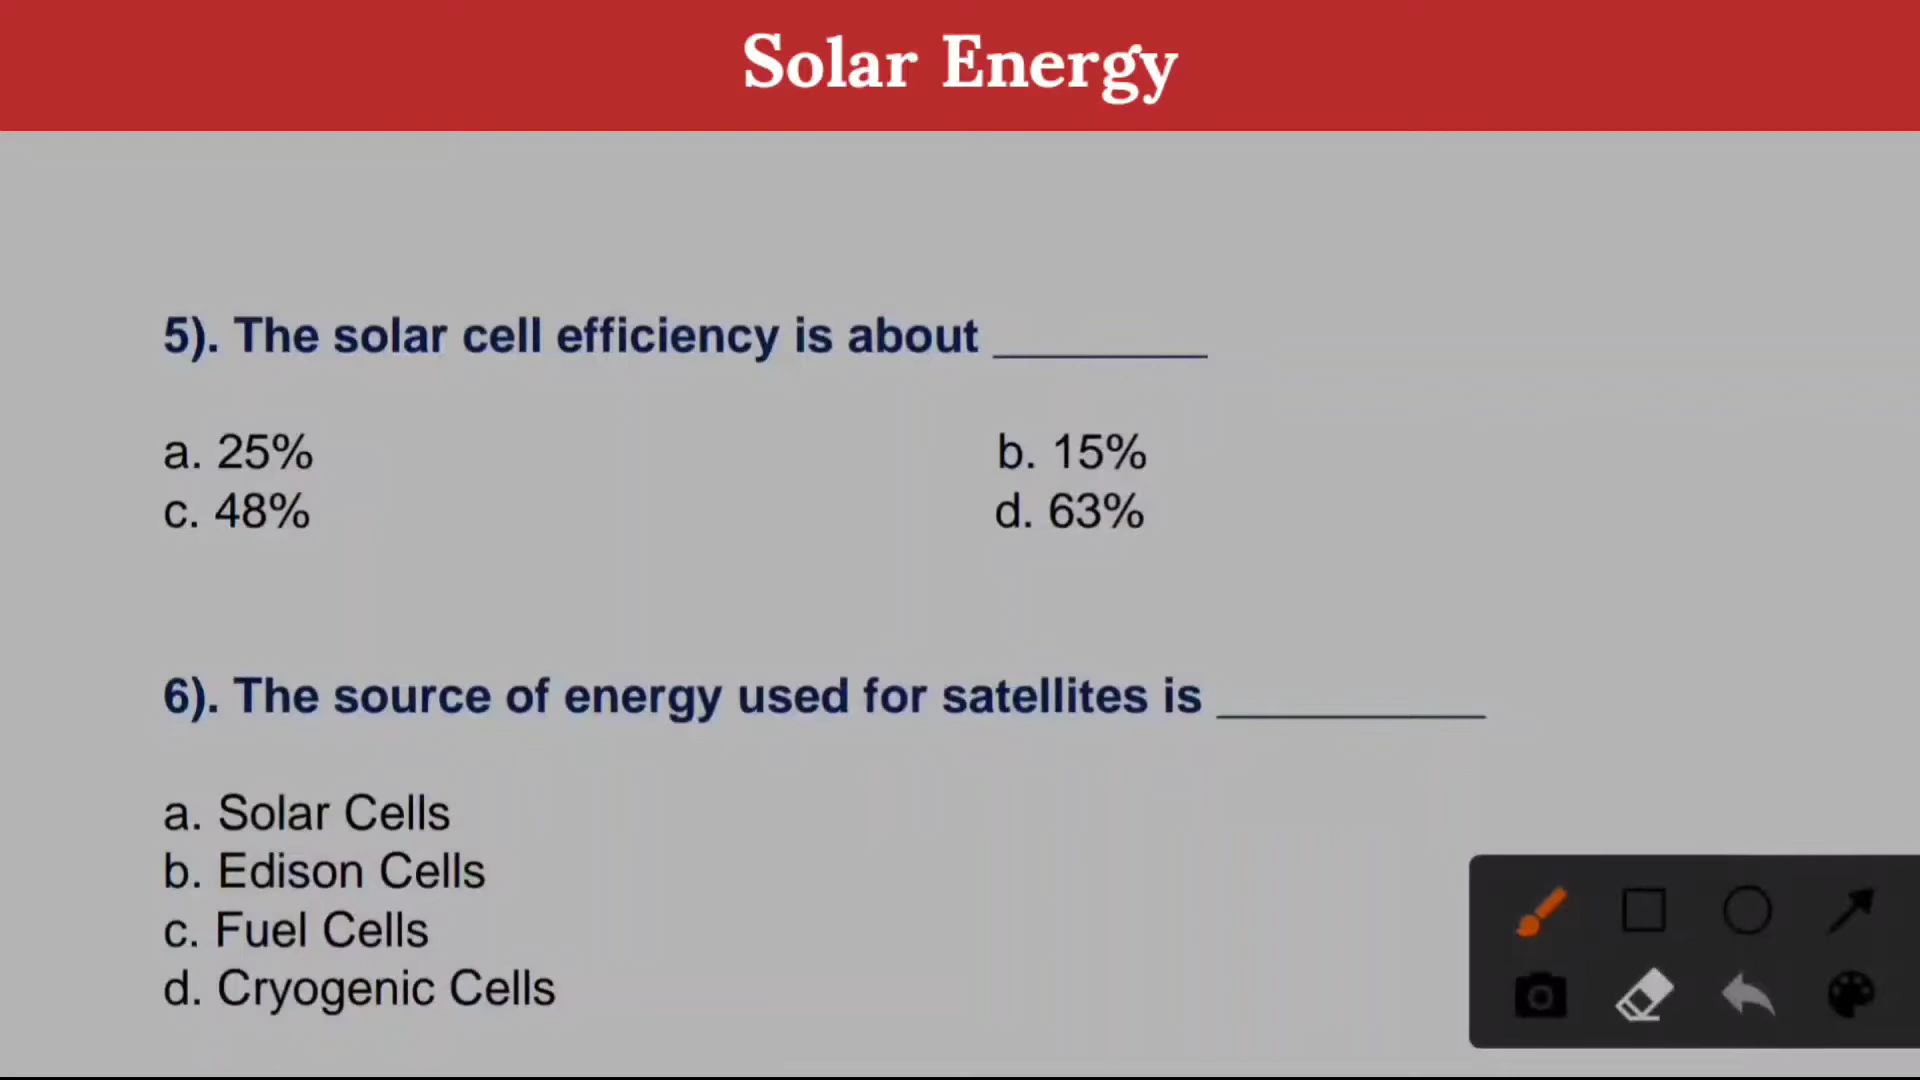 Solar Energy
5). The solar cell efficiency is about ________
a. 25% b. 15%
c. 48% d. 63%
6). The source of energy used for satellites is __________
a. Solar Cells
b. Edison Cells
c. Fuel Cells
d. Cryogenic Cells